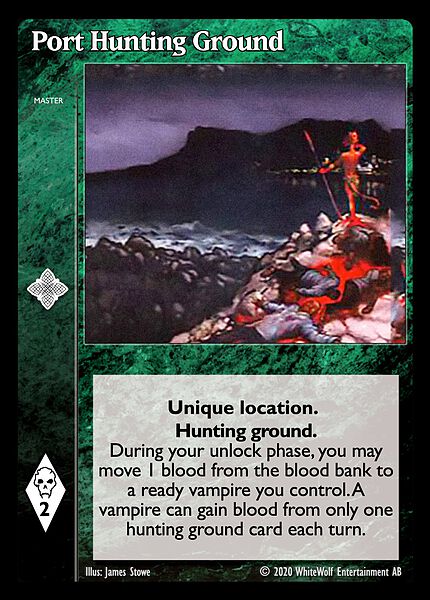 Port Hunting Ground
MASTER
Unique location.
Hunting ground.
During your unlock phase, you may
move 1 blood from the blood bank to
a ready vampire you control. A
vampire can gain blood from only one
hunting ground card each turn.
2
Illus: James Stowe © 2020 WhiteWolf Entertainment AB